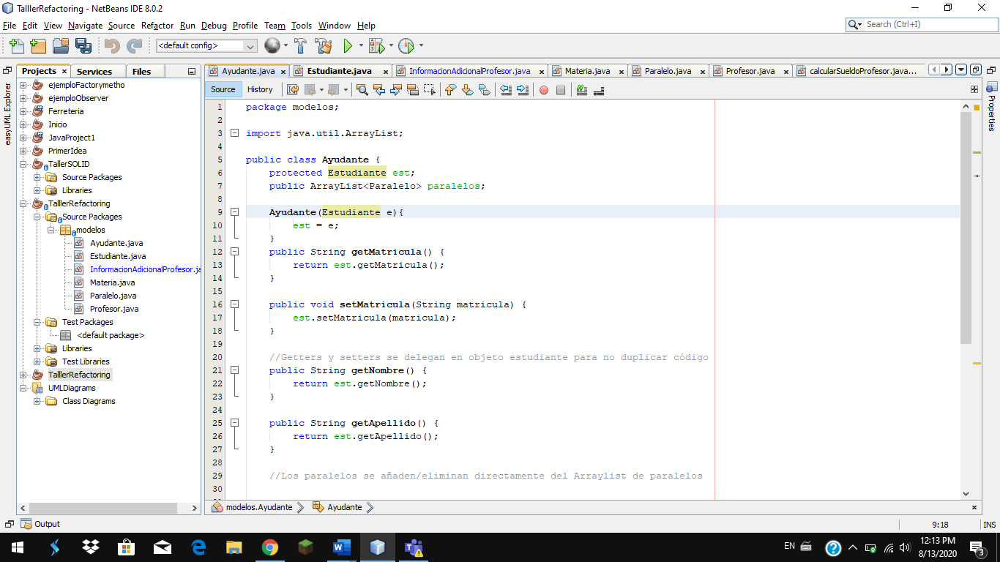 TalllerRefactoring - NetBeans IDE 8.0.2
File Edit View Navigate Source Refactor Run Debug Profile Team Tools Window Help
Search (Ctrl+I)
<default config>
Projects Services Files
easyUML Explorer
ejemploFactorymetho
ejemploObserver
Ferreteria
Inicio
JavaProject1
PrimerIdea
TallerSOLID
Source Packages
Libraries
TalllerRefactoring
Source Packages
modelos
Ayudante.java
Estudiante.java
InformacionAdicionalProfesor.ja
Materia.java
Paralelo.java
Profesor.java
Test Packages
<default package>
Libraries
Test Libraries
TalllerRefactoring
UMLDiagrams
Class Diagrams
Ayudante.java Estudiante.java InformacionAdicionalProfesor.java Materia.java Paralelo.java Profesor.java calcularSueldoProfesor.java...
Source History
1 package modelos;
2
3 import java.util.ArrayList;
4
5 public class Ayudante {
6 protected Estudiante est;
7 public ArrayList<Paralelo> paralelos;
8
9 Ayudante(Estudiante e){
10 est = e;
11 }
12 public String getMatricula() {
13 return est.getMatricula();
14 }
15
16 public void setMatricula(String matricula) {
17 est.setMatricula(matricula);
18 }
19
20 //Getters y setters se delegan en objeto estudiante para no duplicar código
21 public String getNombre() {
22 return est.getNombre();
23 }
24
25 public String getApellido() {
26 return est.getApellido();
27 }
28
29 //Los paralelos se añaden/eliminan directamente del Arraylist de paralelos
30
Properties
modelos.Ayudante Ayudante
Output
9:18 INS
EN
12:13 PM
8/13/2020
3